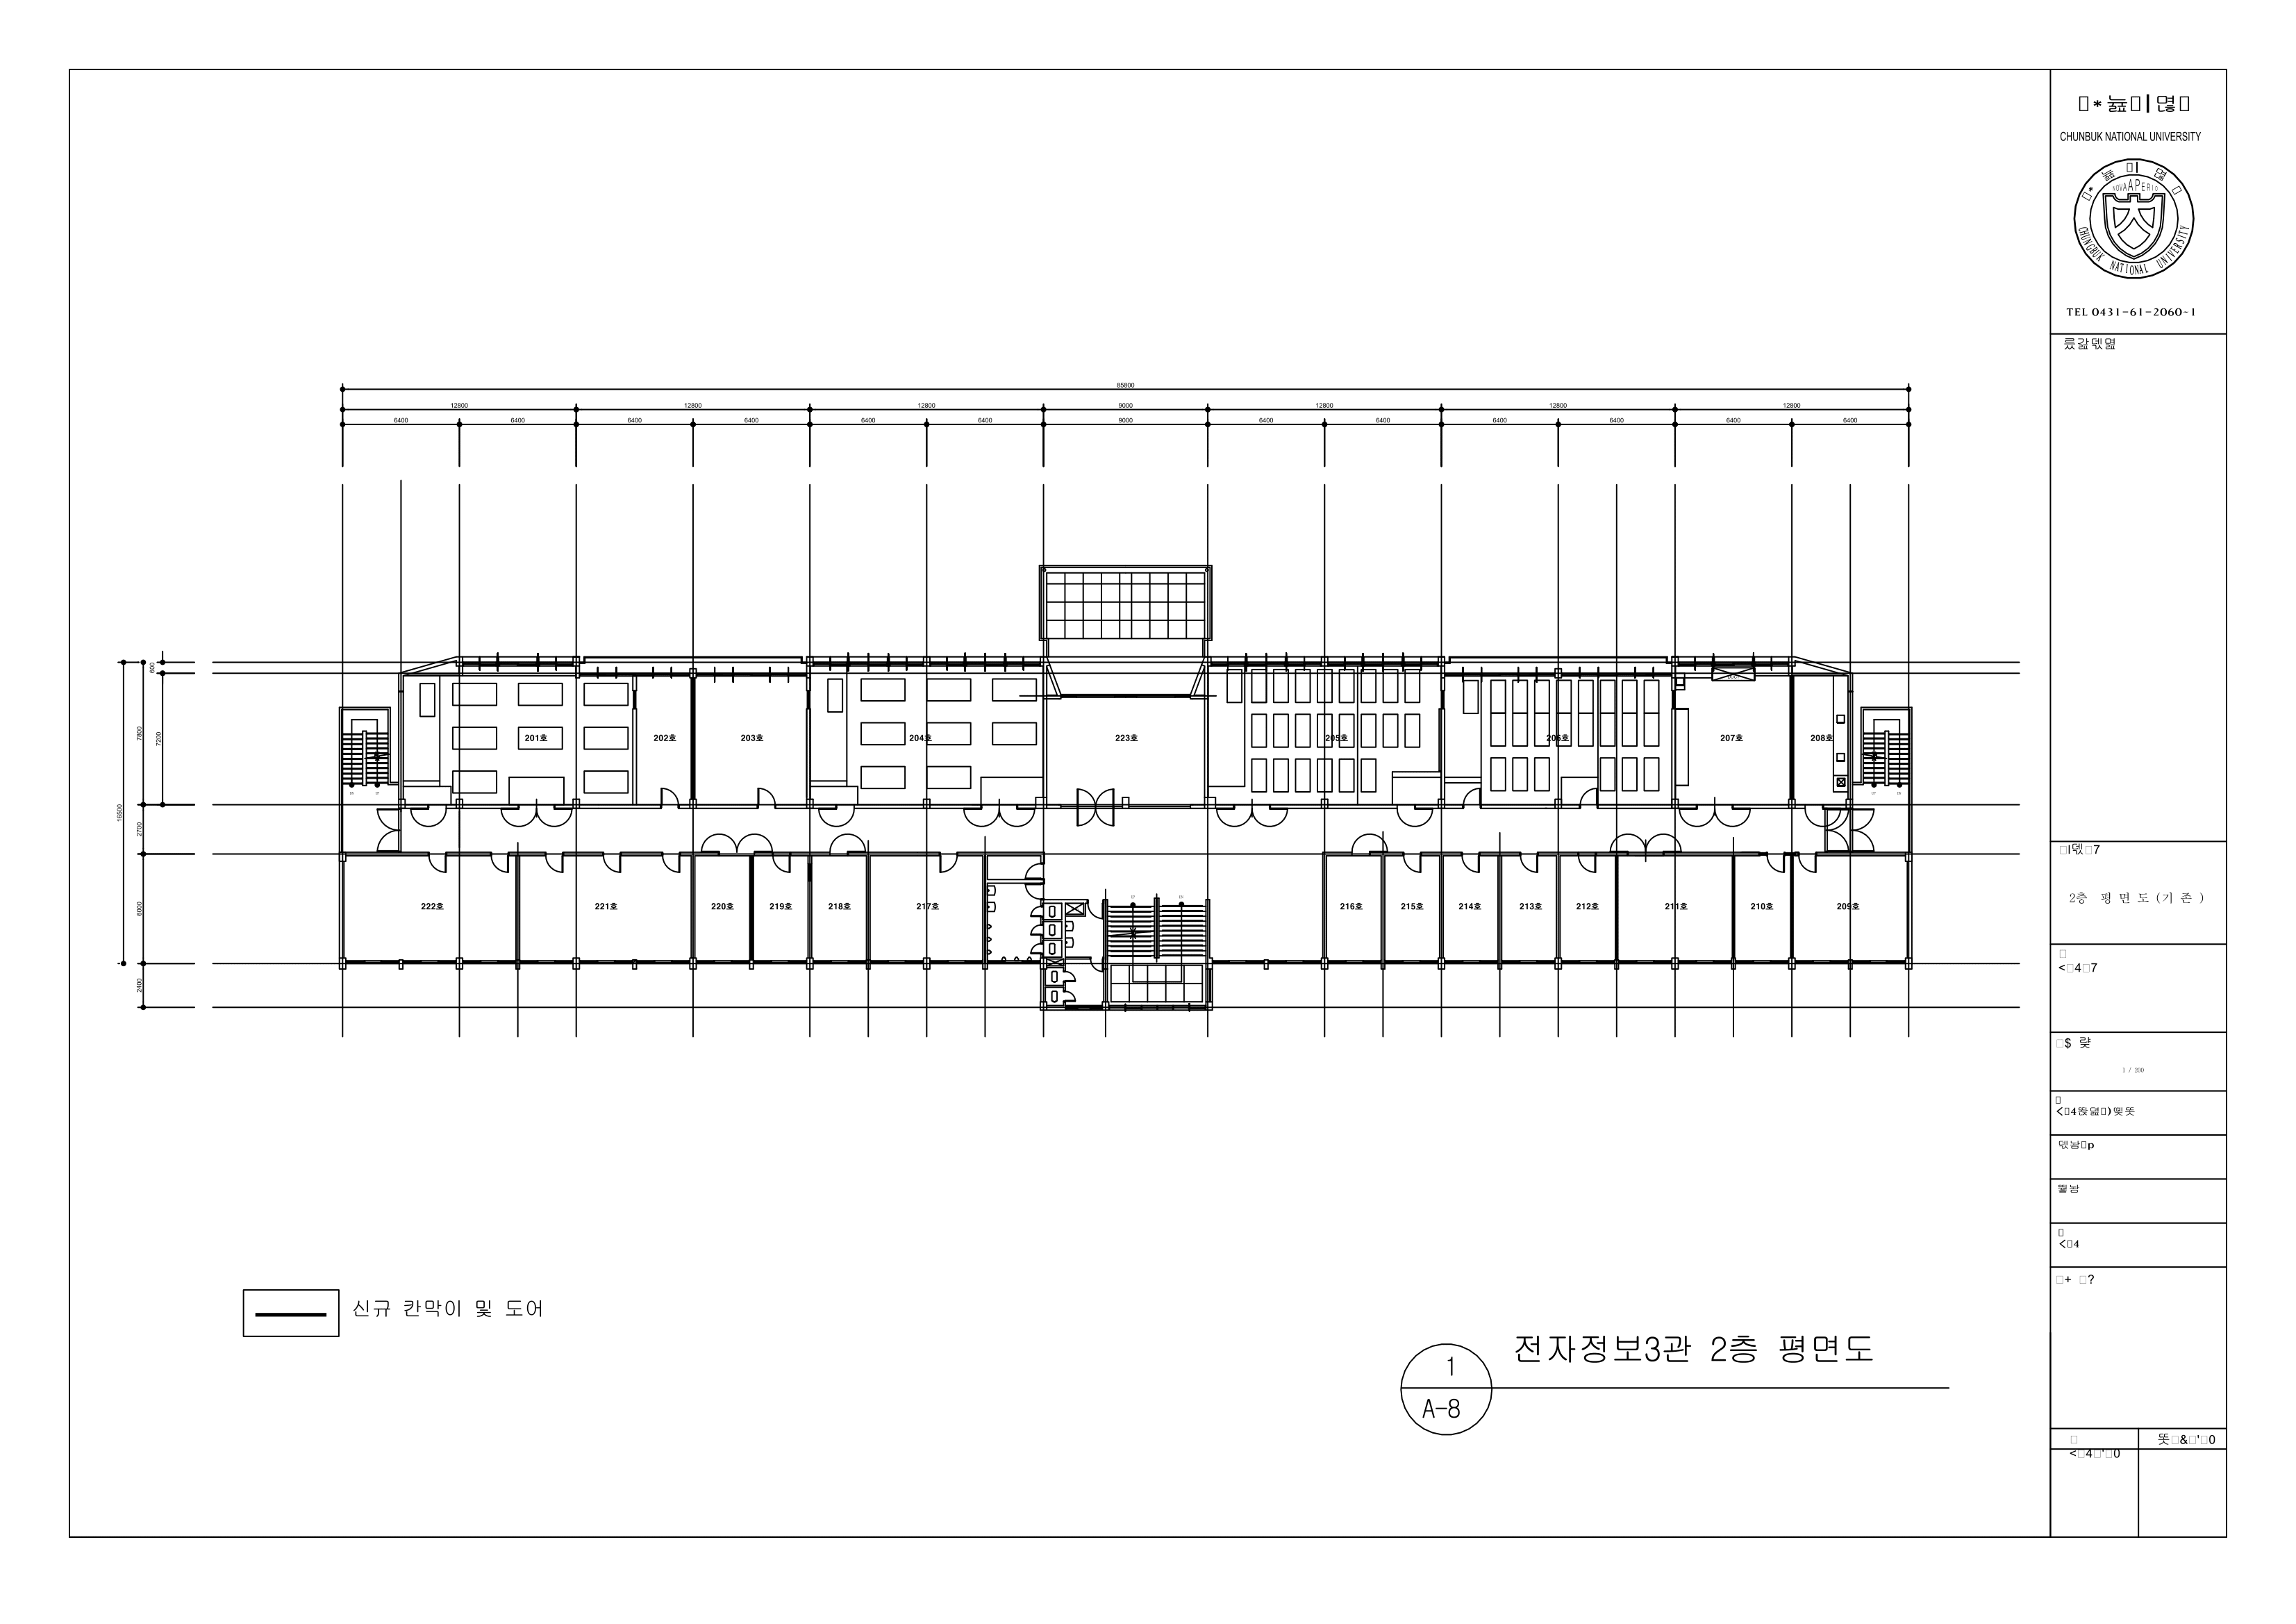 CHUNBUK NATIONAL UNIVERSITY
NOVA APERIO
CHUNGBUK NATIONAL UNIVERSITY
TEL 0431-61-2060-1
85800
12800 12800 12800 9000 12800 12800 12800
6400 6400 6400 6400 6400 6400 9000 6400 6400 6400 6400 6400 6400
600
7800
7200
16500
2700
6000
2400
201호 202호 203호 204호 223호 205호 206호 207호 208호
222호 221호 220호 219호 218호 217호 216호 215호 214호 213호 212호 211호 210호 209호
2층 평 면 도 (기 존 )
1 / 200
신규 칸막이 및 도어
전자정보3관 2층 평면도
1
A-8